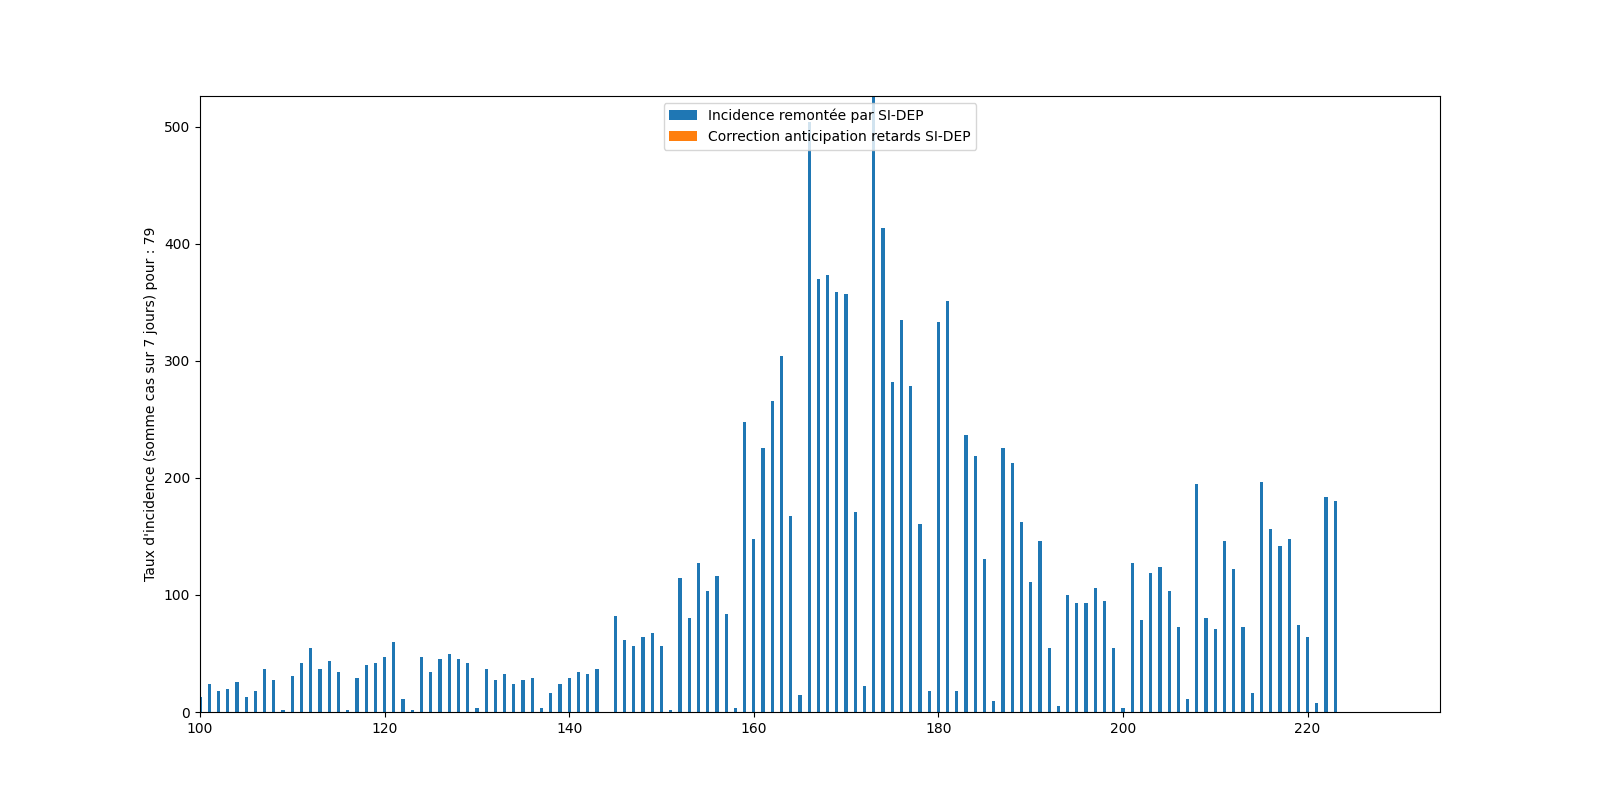 Incidence remontée par SI-DEP
Correction anticipation retards SI-DEP
Taux d'incidence (somme cas sur 7 jours) pour : 79
500
400
300
200
100
0
100 120 140 160 180 200 220